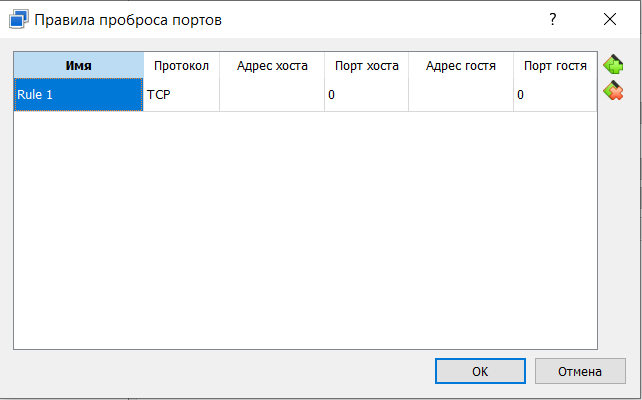 Правила проброса портов ?
Имя Протокол Адрес хоста Порт хоста Адрес гостя Порт гостя
Rule 1 TCP 0 0
OK Отмена